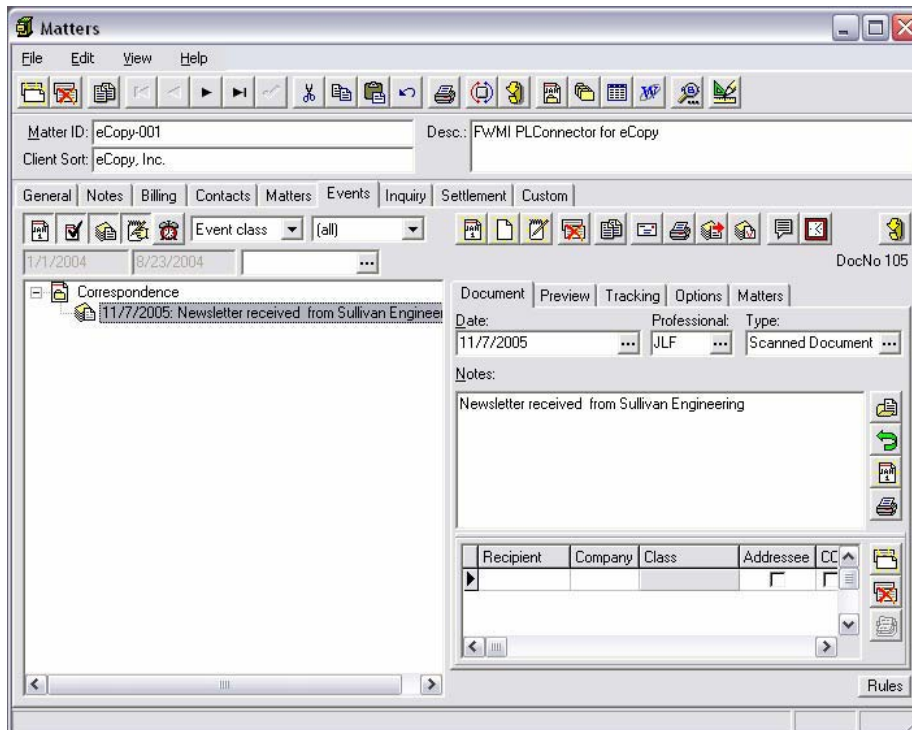 Matters
File Edit View Help
Matter ID: eCopy-001 Desc.: FWMI PLConnector for eCopy
Client Sort: eCopy, Inc.
General Notes Billing Contacts Matters Events Inquiry Settlement Custom
Event class (all)
1/1/2004 8/23/2004 ... DocNo 105
Correspondence
11/7/2005: Newsletter received from Sullivan Engineer
Document Preview Tracking Options Matters
Date: Professional: Type:
11/7/2005 ... JLF ... Scanned Document ...
Notes:
Newsletter received from Sullivan Engineering
Recipient Company Class Addressee CC
Rules